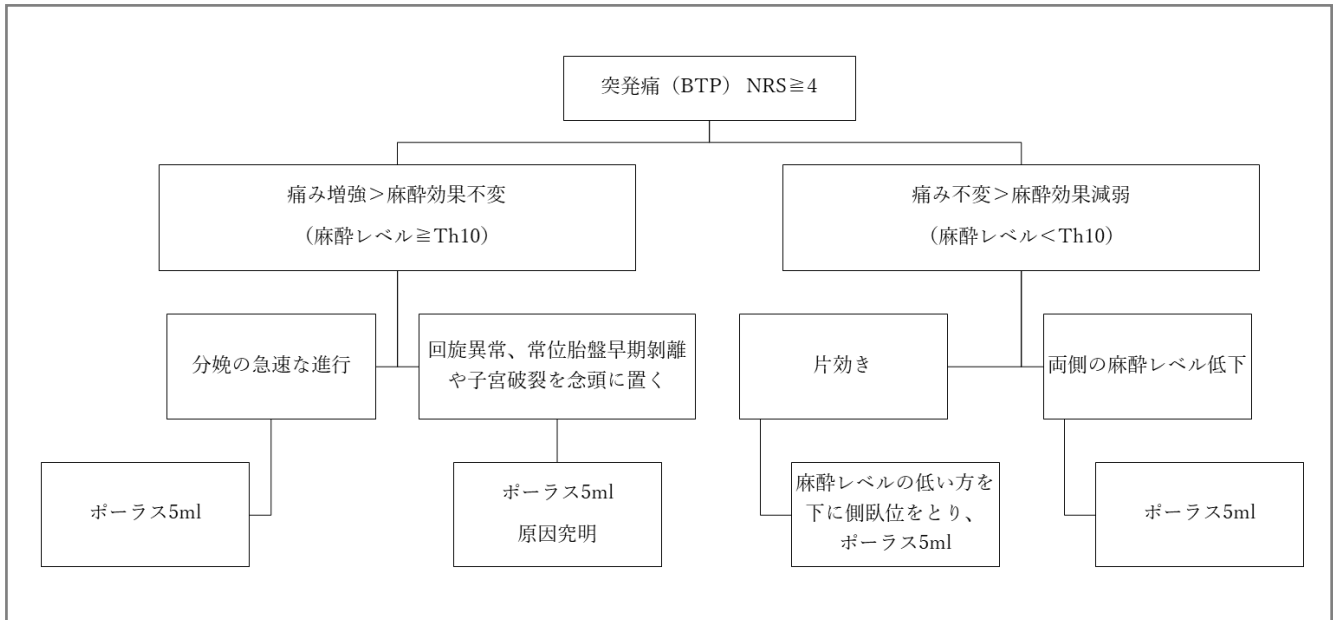 突発痛（BTP） NRS≧4
痛み増強＞麻酔効果不変
（麻酔レベル≧Th10）
痛み不変＞麻酔効果減弱
（麻酔レベル＜Th10）
分娩の急速な進行
回旋異常、常位胎盤早期剝離
や子宮破裂を念頭に置く
片効き
両側の麻酔レベル低下
ボーラス5ml
ボーラス5ml
原因究明
麻酔レベルの低い方を
下に側臥位をとり、
ボーラス5ml
ボーラス5ml